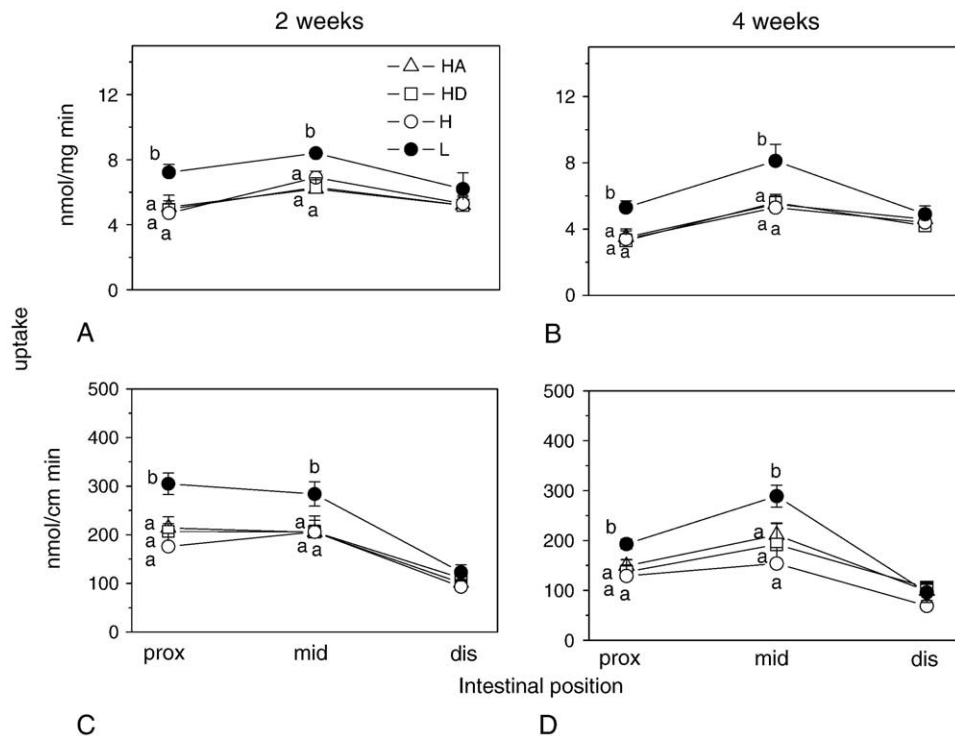 2 weeks
4 weeks
nmol/mg min
12
8
4
0
HA
HD
H
L
b
b
a
a
a
a
a
a
A
12
8
4
0
b
b
a
a
a
a
a
a
B
uptake
nmol/cm min
500
400
300
200
100
0
b
b
a
a
a
a
a
a
prox
mid
dis
C
500
400
300
200
100
0
b
b
a
a
a
a
a
a
prox
mid
dis
D
Intestinal position